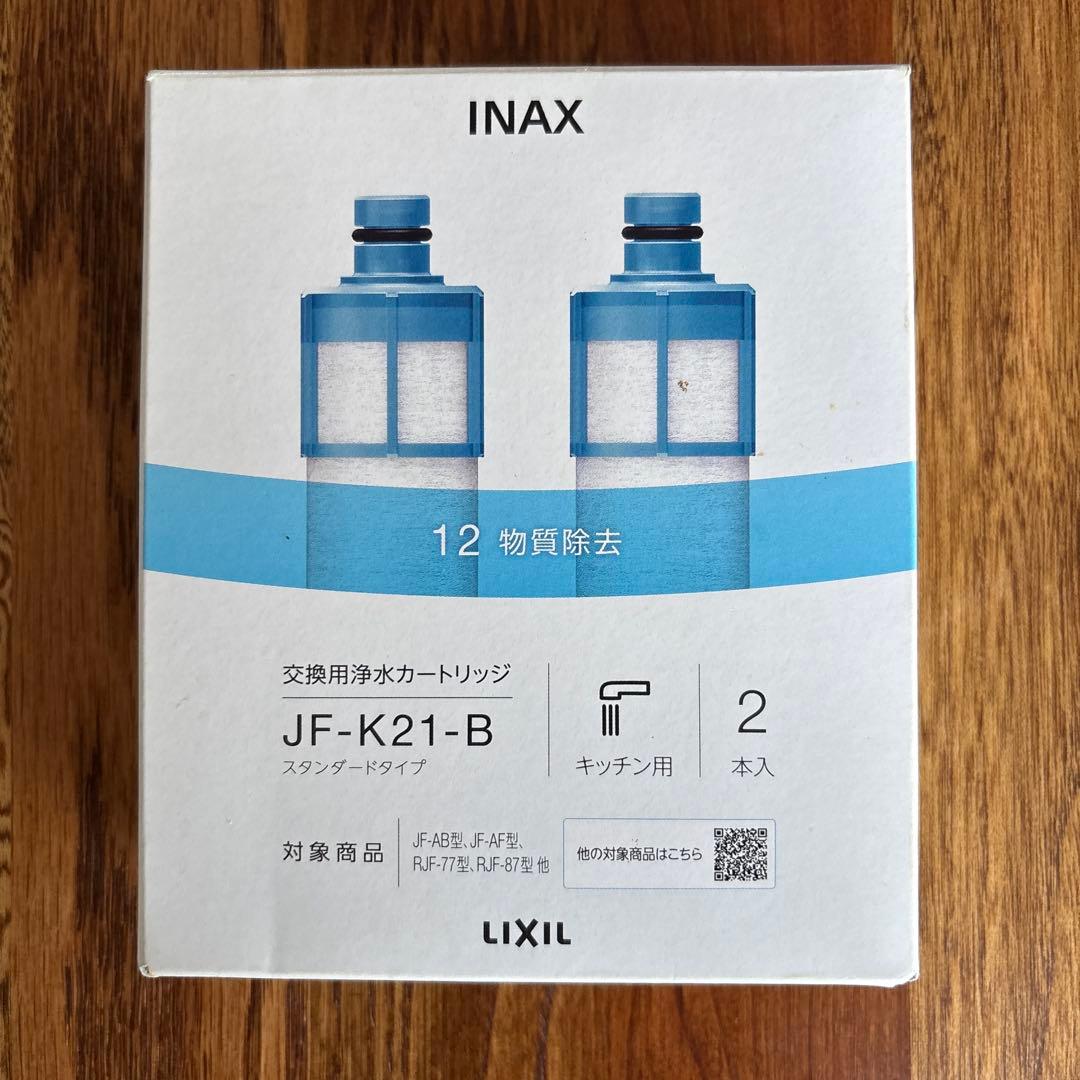 INAX
12 物質除去
交換用浄水カートリッジ
JF-K21-B
スタンダードタイプ
キッチン用
2
本入
対象商品
JF-AB型、JF-AF型、
RJF-77型、RJF-87型 他
他の対象商品はこちら
LIXIL